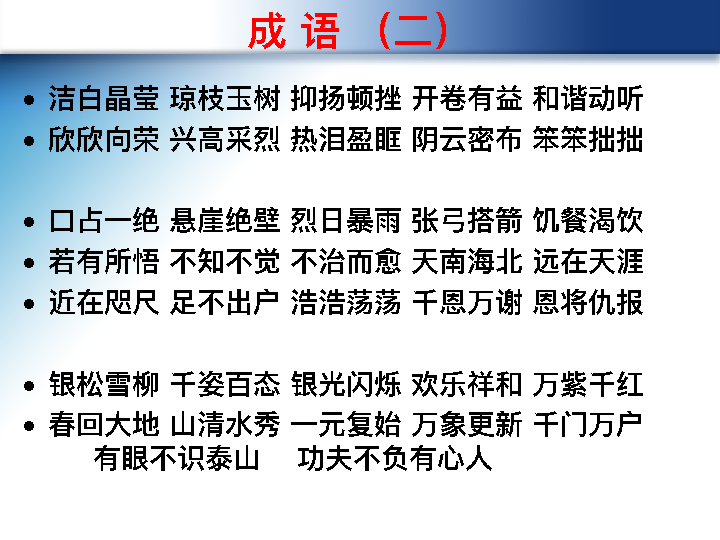 成 语 （二）
• 洁白晶莹 琼枝玉树 抑扬顿挫 开卷有益 和谐动听
• 欣欣向荣 兴高采烈 热泪盈眶 阴云密布 笨笨拙拙
• 口占一绝 悬崖绝壁 烈日暴雨 张弓搭箭 饥餐渴饮
• 若有所悟 不知不觉 不治而愈 天南海北 远在天涯
• 近在咫尺 足不出户 浩浩荡荡 千恩万谢 恩将仇报
• 银松雪柳 千姿百态 银光闪烁 欢乐祥和 万紫千红
• 春回大地 山清水秀 一元复始 万象更新 千门万户
有眼不识泰山 功夫不负有心人